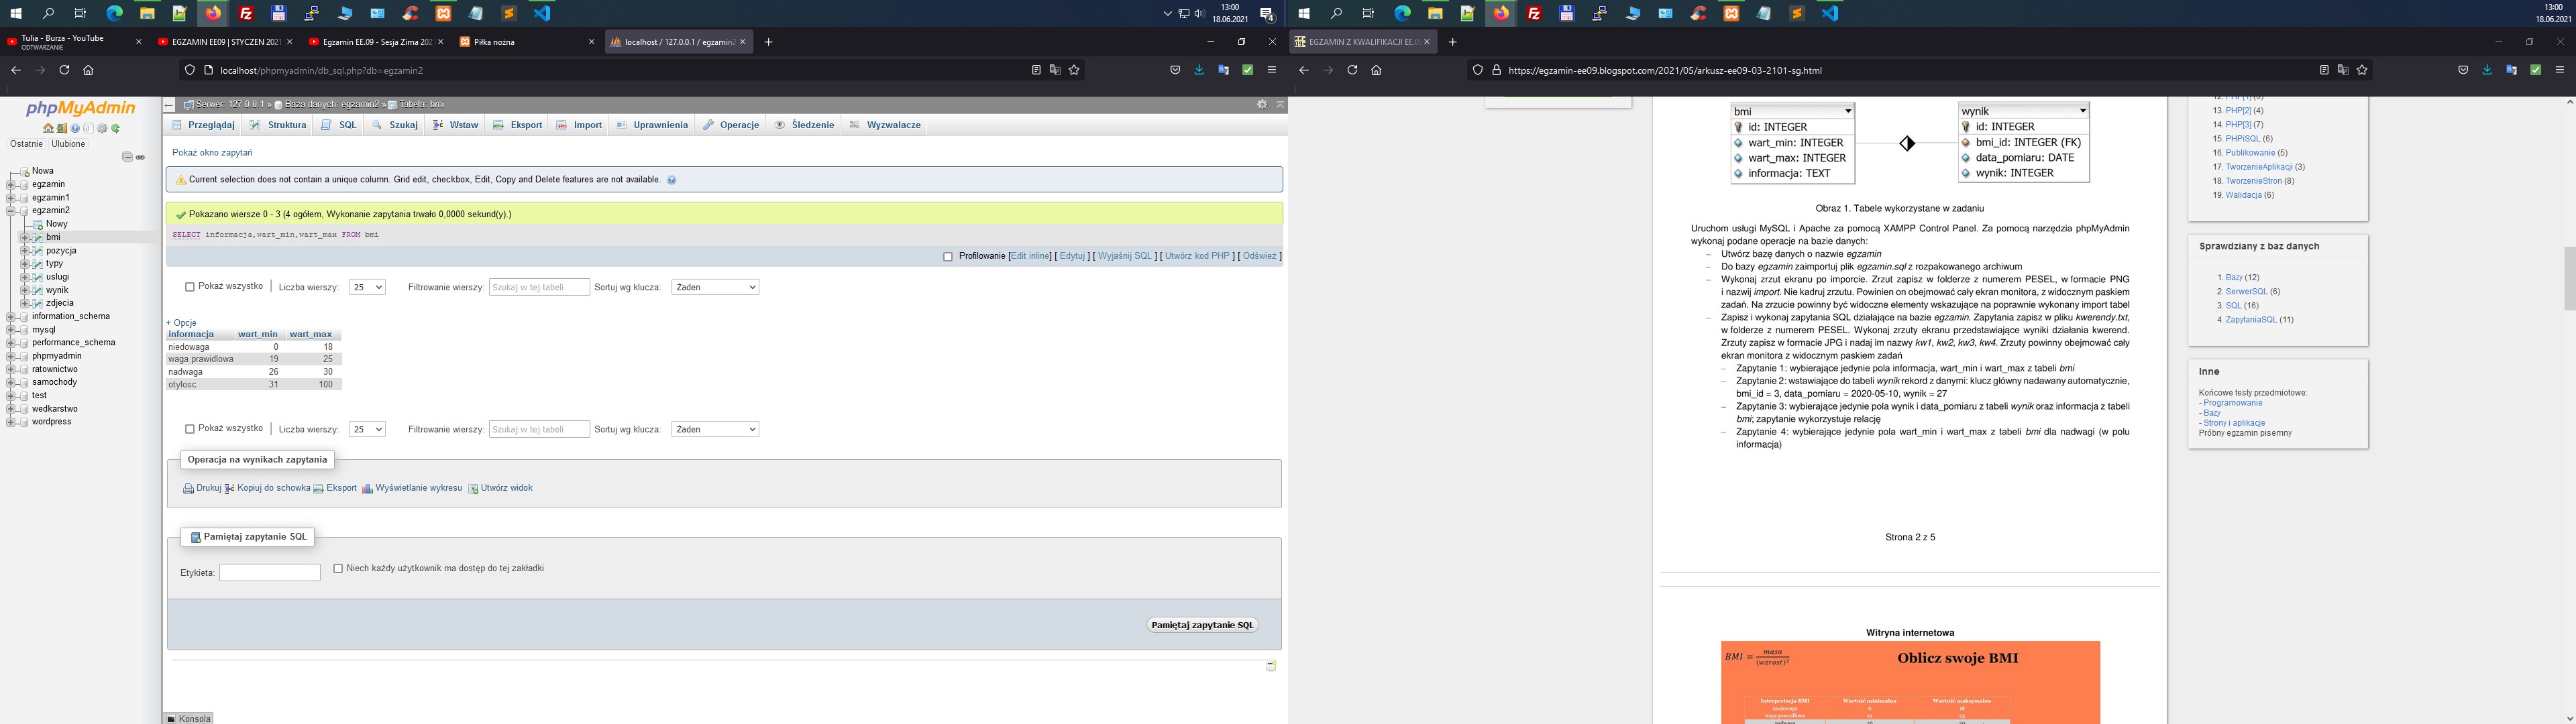 13:00
18.06.2021
4
13:00
18.06.2021
Tulia - Burza - YouTube
ODTWARZANIE
EGZAMIN EE09 | STYCZEN 2021
Egzamin EE.09 - Sesja Zima 202
Piłka nożna
localhost / 127.0.0.1 / egzamin2
EGZAMIN Z KWALIFIKACJI EE.0
localhost/phpmyadmin/db_sql.php?db=egzamin2
https://egzamin-ee09.blogspot.com/2021/05/arkusz-ee09-03-2101-sg.html
phpMyAdmin
Ostatnie Ulubione
Nowa
egzamin
egzamin1
egzamin2
Nowy
bmi
pozycja
typy
uslugi
wynik
zdjecia
information_schema
mysql
performance_schema
phpmyadmin
ratownictwo
samochody
test
wedkarstwo
wordpress
Serwer: 127.0.0.1 » Baza danych: egzamin2 » Tabela: bmi
Przeglądaj Struktura SQL Szukaj Wstaw Eksport Import Uprawnienia Operacje Śledzenie Wyzwalacze
Pokaż okno zapytań
Current selection does not contain a unique column. Grid edit, checkbox, Edit, Copy and Delete features are not available.
Pokazano wiersze 0 - 3 (4 ogółem, Wykonanie zapytania trwało 0,0000 sekund(y).)
SELECT informacja,wart_min,wart_max FROM bmi
Profilowanie [Edit inline] [ Edytuj ] [ Wyjaśnij SQL ] [ Utwórz kod PHP ] [ Odśwież ]
Pokaż wszystko | Liczba wierszy: 25 Filtrowanie wierszy: Szukaj w tej tabeli Sortuj wg klucza: Żaden
+ Opcje
informacja wart_min wart_max
niedowaga 0 18
waga prawidlowa 19 25
nadwaga 26 30
otylosc 31 100
Pokaż wszystko | Liczba wierszy: 25 Filtrowanie wierszy: Szukaj w tej tabeli Sortuj wg klucza: Żaden
Operacja na wynikach zapytania
Drukuj Kopiuj do schowka Eksport Wyświetlanie wykresu Utwórz widok
Pamiętaj zapytanie SQL
Etykieta: Niech każdy użytkownik ma dostęp do tej zakładki
Pamiętaj zapytanie SQL
Konsola
bmi
id: INTEGER
wart_min: INTEGER
wart_max: INTEGER
informacja: TEXT
wynik
id: INTEGER
bmi_id: INTEGER (FK)
data_pomiaru: DATE
wynik: INTEGER
Obraz 1. Tabele wykorzystane w zadaniu
Uruchom usługi MySQL i Apache za pomocą XAMPP Control Panel. Za pomocą narzędzia phpMyAdmin
wykonaj podane operacje na bazie danych:
– Utwórz bazę danych o nazwie egzamin
– Do bazy egzamin zaimportuj plik egzamin.sql z rozpakowanego archiwum
– Wykonaj zrzut ekranu po imporcie. Zrzut zapisz w folderze z numerem PESEL, w formacie PNG
i nazwij import. Nie kadruj zrzutu. Powinien on obejmować cały ekran monitora, z widocznym paskiem
zadań. Na zrzucie powinny być widoczne elementy wskazujące na poprawnie wykonany import tabel
– Zapisz i wykonaj zapytania SQL działające na bazie egzamin. Zapytania zapisz w pliku kwerendy.txt,
w folderze z numerem PESEL. Wykonaj zrzuty ekranu przedstawiające wyniki działania kwerend.
Zrzuty zapisz w formacie JPG i nadaj im nazwy kw1, kw2, kw3, kw4. Zrzuty powinny obejmować cały
ekran monitora z widocznym paskiem zadań
– Zapytanie 1: wybierające jedynie pola informacja, wart_min i wart_max z tabeli bmi
– Zapytanie 2: wstawiające do tabeli wynik rekord z danymi: klucz główny nadawany automatycznie,
bmi_id = 3, data_pomiaru = 2020-05-10, wynik = 27
– Zapytanie 3: wybierające jedynie pola wynik i data_pomiaru z tabeli wynik oraz informacja z tabeli
bmi; zapytanie wykorzystuje relację
– Zapytanie 4: wybierające jedynie pola wart_min i wart_max z tabeli bmi dla nadwagi (w polu
informacja)
Strona 2 z 5
Witryna internetowa
BMI = masa
(wzrost)²
Oblicz swoje BMI
Interpretacja BMI Wartość minimalna Wartość maksymalna
niedowaga 0 18
waga prawidłowa 19 25
13. PHP[2] (4)
14. PHP[3] (7)
15. PHPiSQL (6)
16. Publikowanie (5)
17. TworzenieAplikacji (3)
18. TworzenieStron (8)
19. Walidacja (6)
Sprawdziany z baz danych
1. Bazy (12)
2. SerwerSQL (6)
3. SQL (16)
4. ZapytaniaSQL (11)
Inne
Końcowe testy przedmiotowe:
- Programowanie
- Bazy
- Strony i aplikacje
Próbny egzamin pisemny